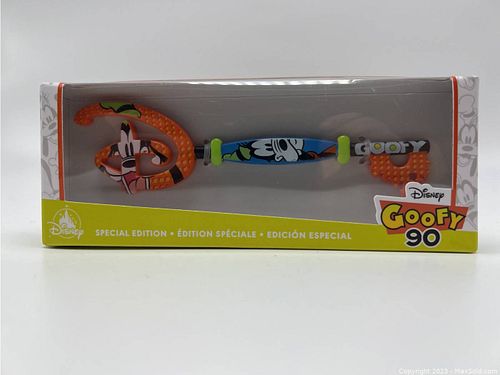 GOOFY
Disney
GOOFY
90
Disney
SPECIAL EDITION • ÉDITION SPÉCIALE • EDICIÓN ESPECIAL
Copyright 2023 - MaxSold.com